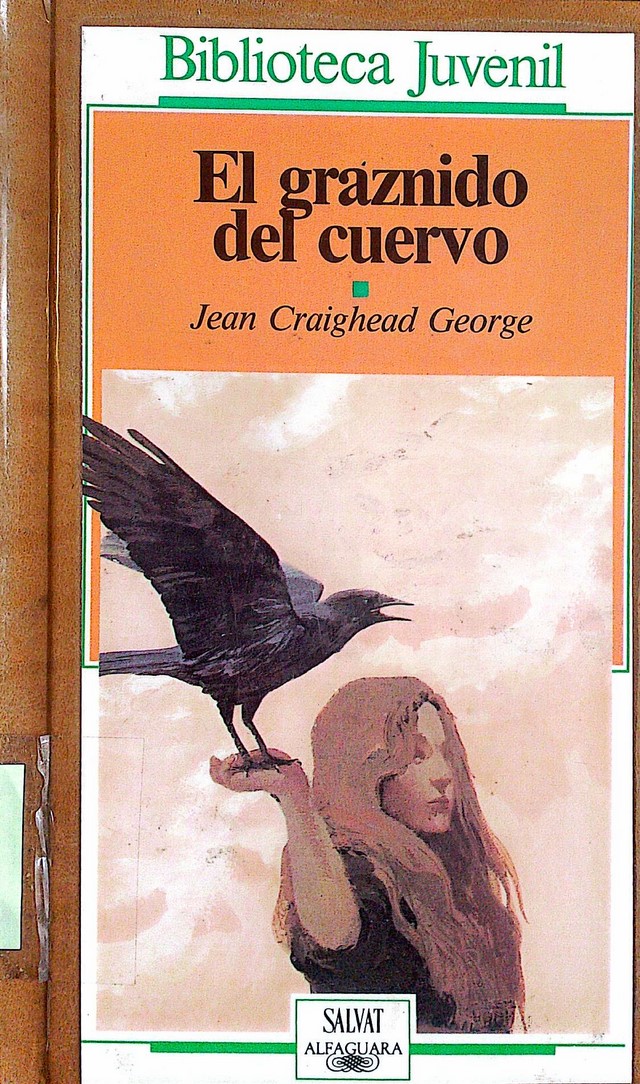 Biblioteca Juvenil
El graznido
del cuervo
Jean Craighead George
SALVAT
ALFAGUARA